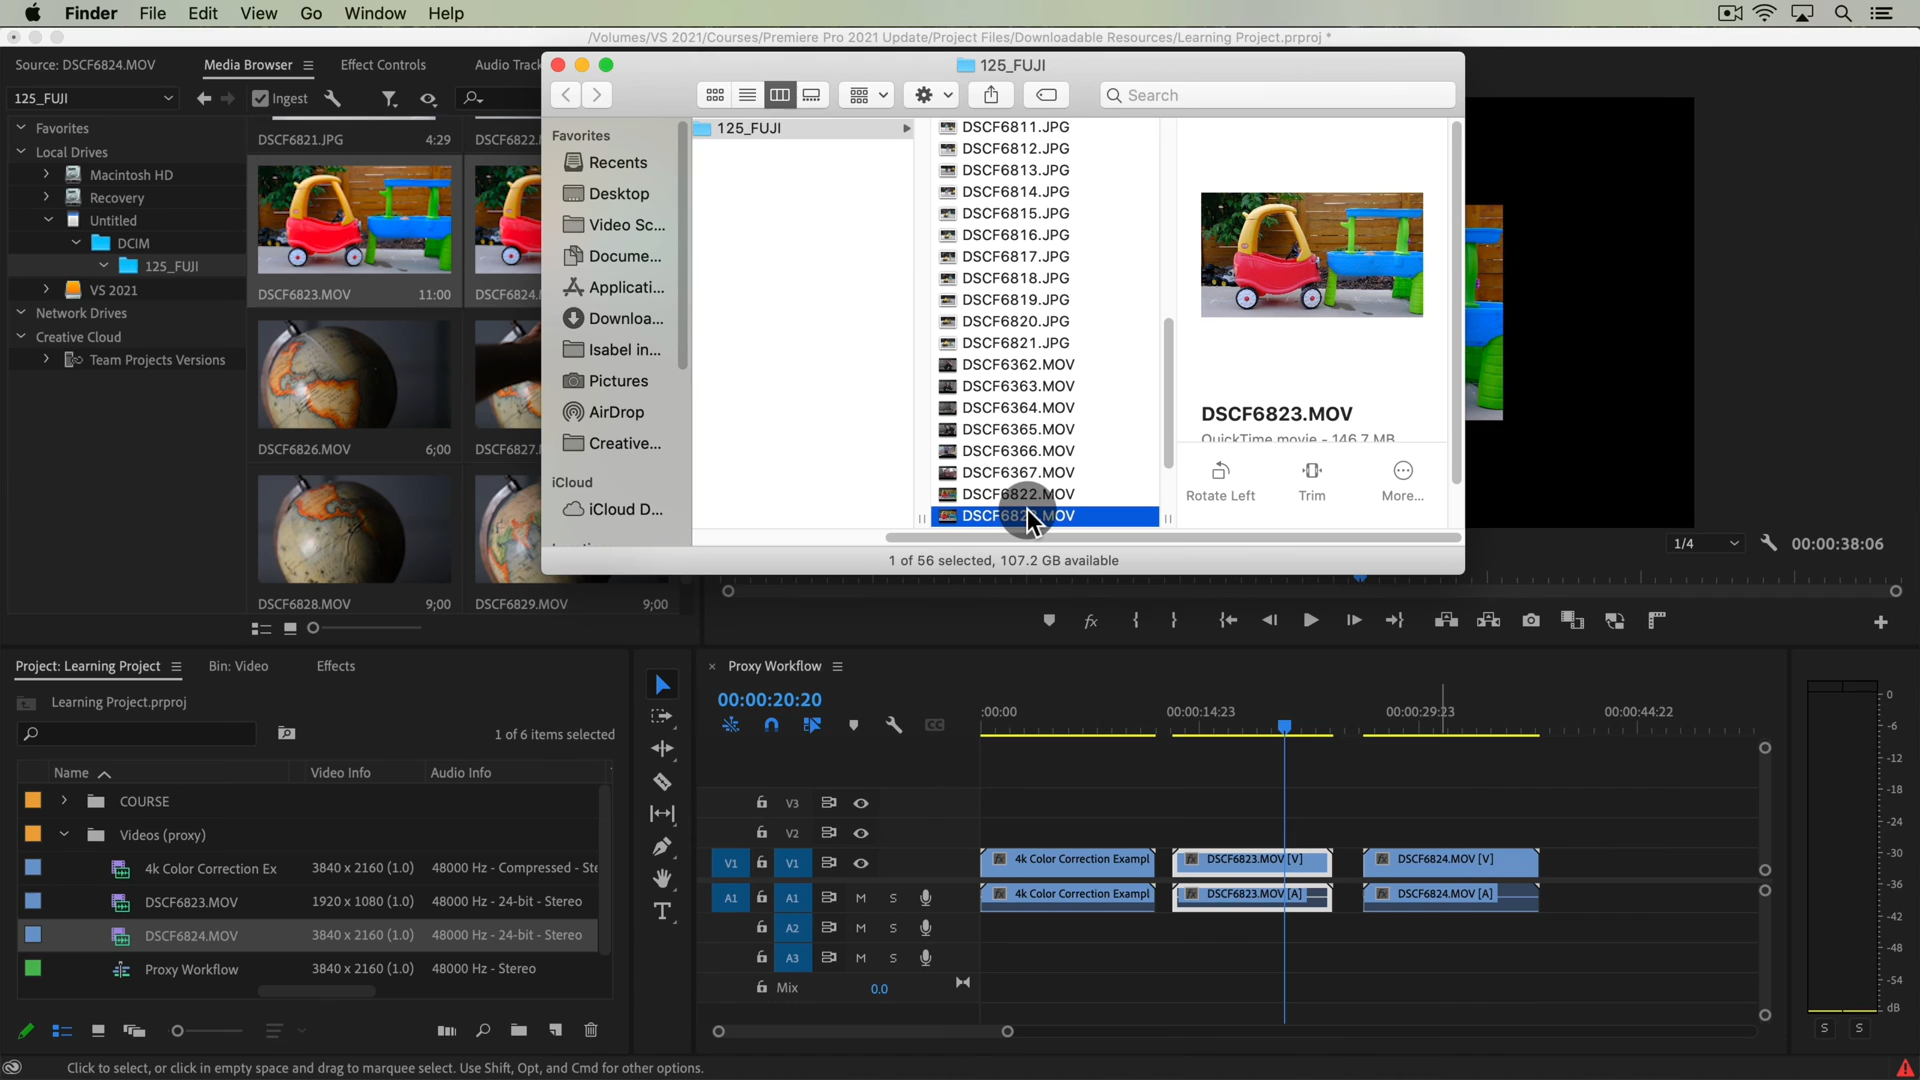 Finder File Edit View Go Window Help
/Volumes/VS 2021/Courses/Premiere Pro 2021 Update/Project Files/Downloadable Resources/Learning Project.prproj *
Source: DSCF6824.MOV
Media Browser
Effect Controls
Audio Track
125_FUJI
Ingest
Favorites
Local Drives
Macintosh HD
Recovery
Untitled
DCIM
125_FUJI
VS 2021
Network Drives
Creative Cloud
Team Projects Versions
DSCF6821.JPG 4:29
DSCF6822.
DSCF6823.MOV 11:00
DSCF6824.
DSCF6826.MOV 6;00
DSCF6827.
DSCF6828.MOV 9;00
DSCF6829.MOV 9;00
125_FUJI
Search
Favorites
Recents
Desktop
Video Sc...
Docume...
Applicati...
Downloa...
Isabel in...
Pictures
AirDrop
Creative...
iCloud
iCloud D...
125_FUJI
DSCF6811.JPG
DSCF6812.JPG
DSCF6813.JPG
DSCF6814.JPG
DSCF6815.JPG
DSCF6816.JPG
DSCF6817.JPG
DSCF6818.JPG
DSCF6819.JPG
DSCF6820.JPG
DSCF6821.JPG
DSCF6362.MOV
DSCF6363.MOV
DSCF6364.MOV
DSCF6365.MOV
DSCF6366.MOV
DSCF6367.MOV
DSCF6822.MOV
DSCF6823.MOV
DSCF6823.MOV
QuickTime movie - 146.7 MB
Rotate Left
Trim
More...
1 of 56 selected, 107.2 GB available
1/4
00:00:38:06
fx
Project: Learning Project
Bin: Video
Effects
Learning Project.prproj
1 of 6 items selected
Name Video Info Audio Info
COURSE
Videos (proxy)
4k Color Correction Ex 3840 x 2160 (1.0) 48000 Hz - Compressed - Ste
DSCF6823.MOV 1920 x 1080 (1.0) 48000 Hz - 24-bit - Stereo
DSCF6824.MOV 3840 x 2160 (1.0) 48000 Hz - 24-bit - Stereo
Proxy Workflow 3840 x 2160 (1.0) 48000 Hz - Stereo
× Proxy Workflow
00:00:20:20
:00:00 00:00:14:23 00:00:29:23 00:00:44:22
V3
V2
V1 V1
A1 A1 M S
A2 M S
A3 M S
Mix 0.0
fx 4k Color Correction Exampl
fx DSCF6823.MOV [V]
fx DSCF6824.MOV [V]
fx 4k Color Correction Exampl
fx DSCF6823.MOV [A]
fx DSCF6824.MOV [A]
0
-6
-12
-18
-24
-30
-36
-42
-48
-54
dB
S S
Click to select, or click in empty space and drag to marquee select. Use Shift, Opt, and Cmd for other options.